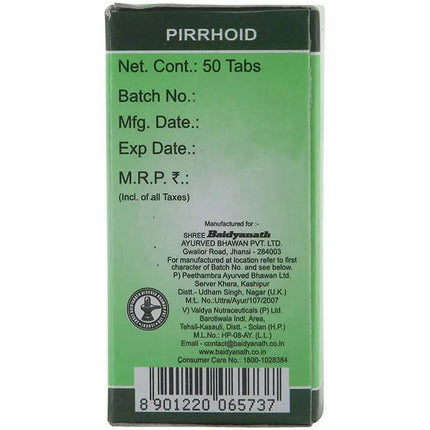 PIRRHOID
Net. Cont.: 50 Tabs
Batch No.:
Mfg. Date.:
Exp Date.:
M.R.P. ₹.:
(Incl. of all Taxes)
Manufactured for :-
SHREE Baidyanath
AYURVED BHAWAN PVT. LTD.
Gwalior Road, Jhansi - 284003
For manufactured at location refer to first
character of Batch No. and see below.
P) Peethambra Ayurved Bhawan Ltd.
Server Khera, Kashipur
Distt.- Udham Singh, Nagar (U.K.)
M.L. No.:Uttra/Ayur/107/2007
V) Vaidya Nutraceuticals (P) Ltd.
Barotiwala Indl. Area,
Tehsil-Kasauli, Distt. - Solan (H.P.)
M.L.No.: HP-08-AY. (L.L.)
Email - contact@baidyanath.co.in
www.baidyanath.co.in
Consumer Care No.: 1800-1028384
8 901220 065737